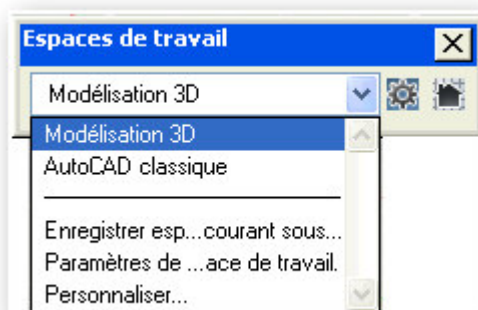 Espaces de travail
Modélisation 3D
Modélisation 3D
AutoCAD classique
Enregistrer esp...courant sous...
Paramètres de ...ace de travail.
Personnaliser...